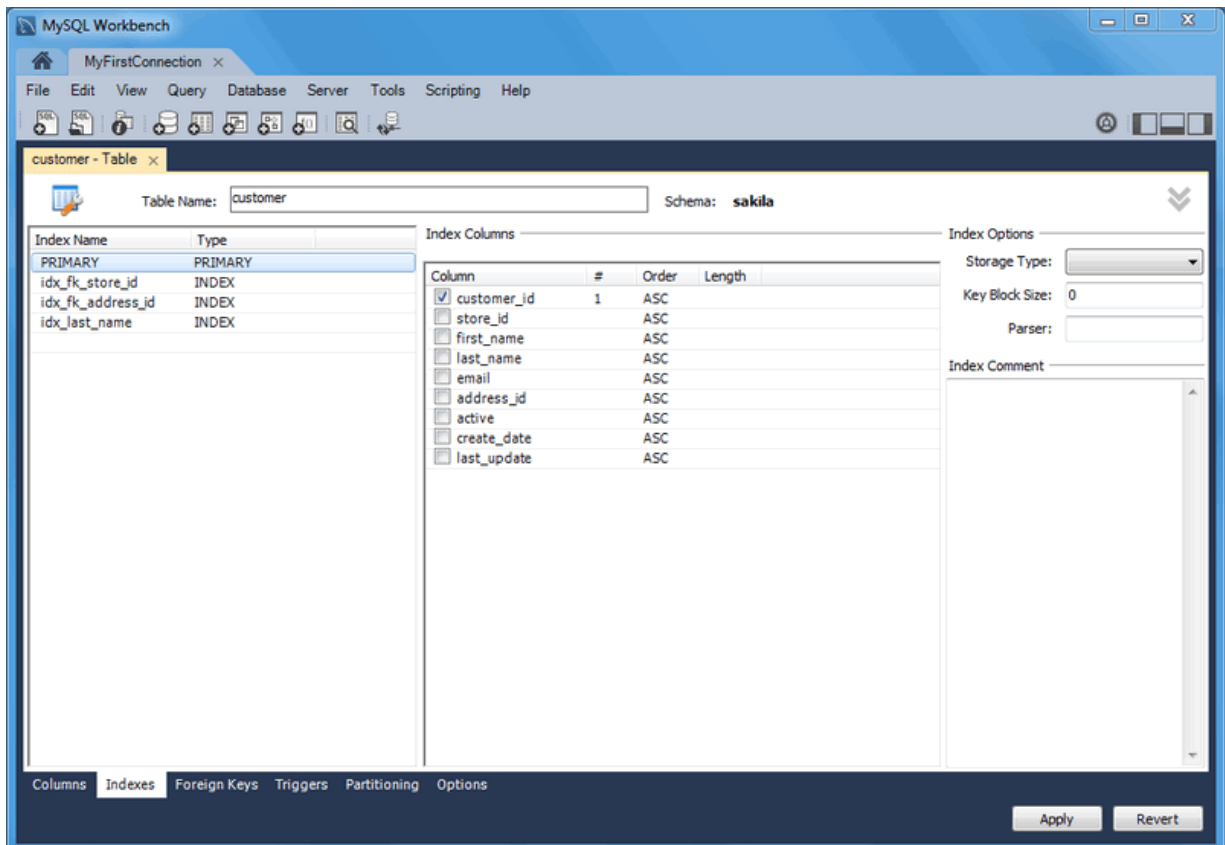 MySQL Workbench
MyFirstConnection ×
File Edit View Query Database Server Tools Scripting Help
SQL SQL
customer - Table ×
Table Name: customer Schema: sakila
Index Name Type
PRIMARY PRIMARY
idx_fk_store_id INDEX
idx_fk_address_id INDEX
idx_last_name INDEX
Index Columns
Column # Order Length
customer_id 1 ASC
store_id ASC
first_name ASC
last_name ASC
email ASC
address_id ASC
active ASC
create_date ASC
last_update ASC
Index Options
Storage Type:
Key Block Size: 0
Parser:
Index Comment
Columns Indexes Foreign Keys Triggers Partitioning Options
Apply Revert